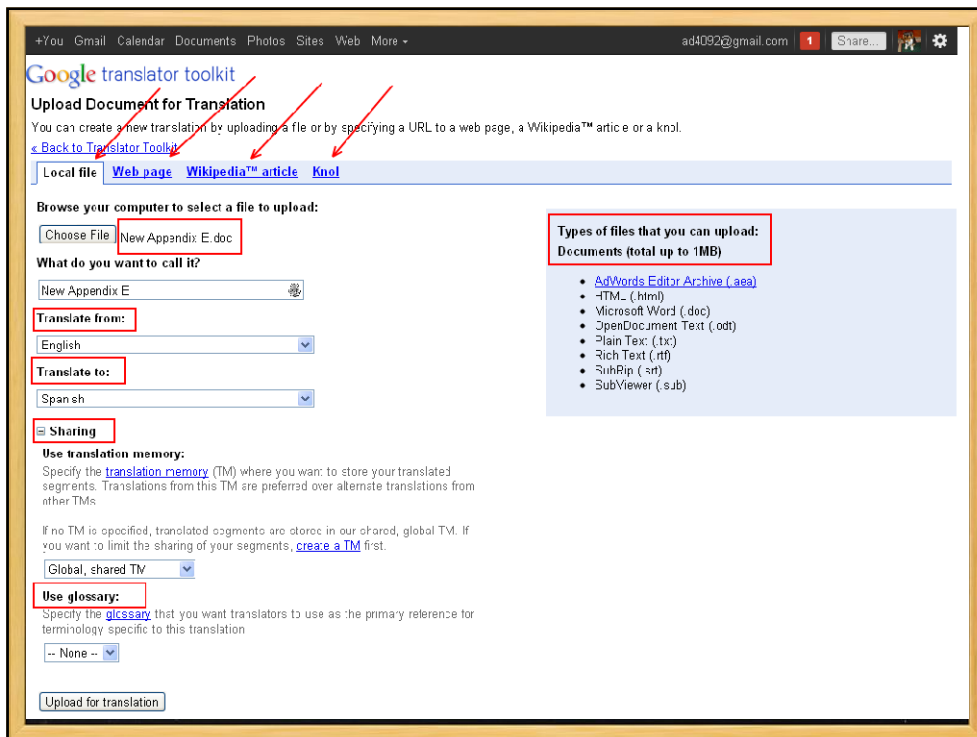 +You Gmail Calendar Documents Photos Sites Web More
ad4092@gmail.com 1 Share...
Google translator toolkit
Upload Document for Translation
You can create a new translation by uploading a file or by specifying a URL to a web page, a Wikipedia™ article or a knol.
« Back to Translator Toolkit
Local file Web page Wikipedia™ article Knol
Browse your computer to select a file to upload:
Choose File New Appendix E.doc
What do you want to call it?
New Appendix E
Translate from:
English
Translate to:
Spanish
Sharing
Use translation memory:
Specify the translation memory (TM) where you want to store your translated
segments. Translations from this TM are preferred over alternate translations from
other TMs
If no TM is specified, translated segments are stored in our shared, global TM. If
you want to limit the sharing of your segments, create a TM first.
Global, shared TM
Use glossary:
Specify the glossary that you want translators to use as the primary reference for
terminology specific to this translation
-- None --
Upload for translation
Types of files that you can upload:
Documents (total up to 1MB)
• AdWords Editor Archive (.aea)
• HTML (.html)
• Microsoft Word (.doc)
• OpenDocument Text (.odt)
• Plain Text (.txt)
• Rich Text (.rtf)
• SubRip (.srt)
• SubViewer (.sub)